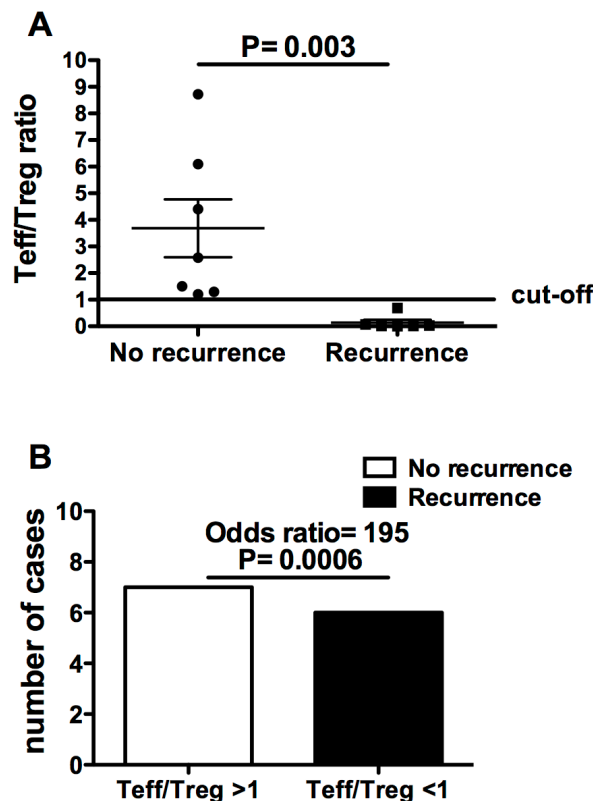 A
P= 0.003
Teff/Treg ratio
10
9
8
7
6
5
4
3
2
1
0
cut-off
No recurrence
Recurrence
B
No recurrence
Recurrence
Odds ratio= 195
P= 0.0006
number of cases
10
8
6
4
2
0
Teff/Treg >1
Teff/Treg <1